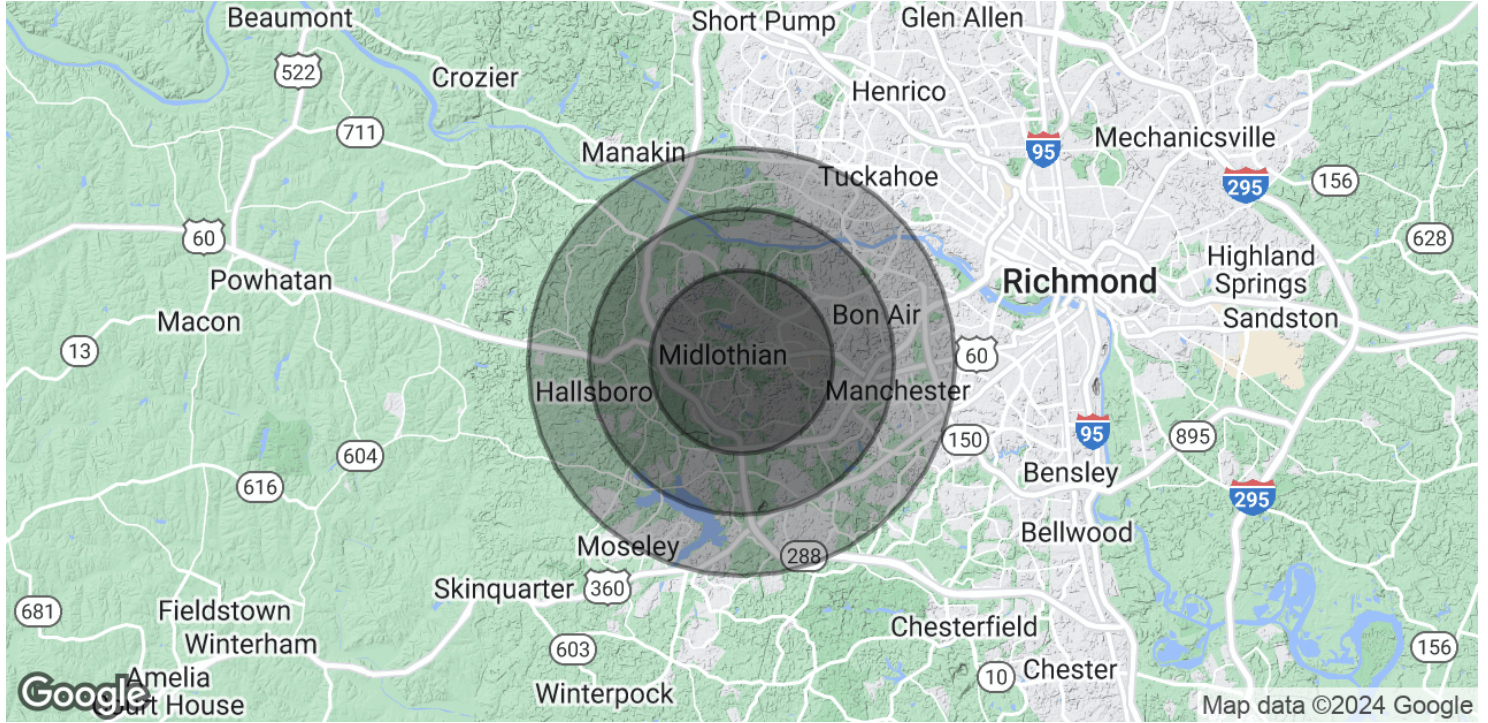 Beaumont
Short Pump
Glen Allen
522
Crozier
Henrico
711
Manakin
95
Mechanicsville
Tuckahoe
295
156
60
628
Powhatan
Richmond
Highland
Springs
Macon
Bon Air
Sandston
13
Midlothian
60
Hallsboro
Manchester
604
150
95
895
616
Bensley
295
Moseley
288
Bellwood
Skinquarter
360
681
Fieldstown
Winterham
603
Chesterfield
156
Amelia
Court House
Winterpock
10
Chester
Google
Map data ©2024 Google